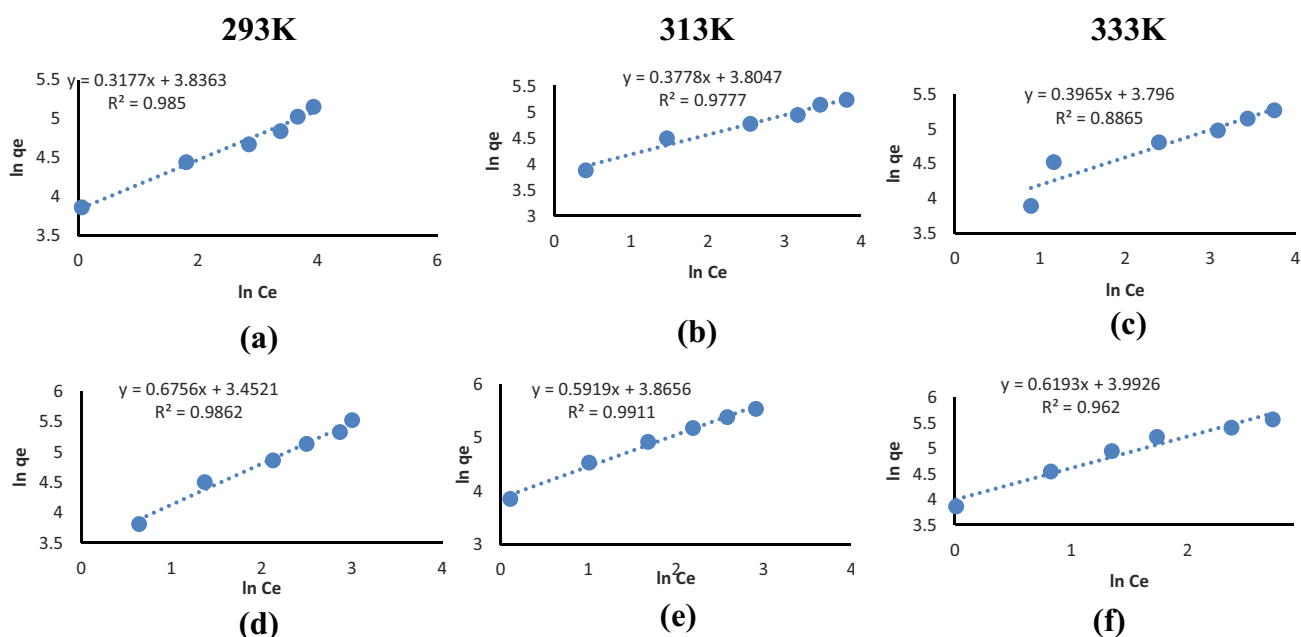 293K
313K
333K
y = 0.3177x + 3.8363
R² = 0.985
5.5
5
4.5
4
3.5
ln qe
0
2
4
6
ln Ce
(a)
y = 0.3778x + 3.8047
R² = 0.9777
5.5
5
4.5
4
3.5
3
ln qe
0
1
2
3
4
ln Ce
(b)
y = 0.3965x + 3.796
R² = 0.8865
5.5
5
4.5
4
3.5
ln qe
0
1
2
3
4
ln Ce
(c)
y = 0.6756x + 3.4521
R² = 0.9862
6
5.5
5
4.5
4
3.5
ln qe
0
1
2
3
4
ln Ce
(d)
y = 0.5919x + 3.8656
R² = 0.9911
6
5
4
3
ln qe
0
1
2
3
4
ln Ce
(e)
y = 0.6193x + 3.9926
R² = 0.962
6
5.5
5
4.5
4
3.5
ln qe
0
1
2
ln Ce
(f)